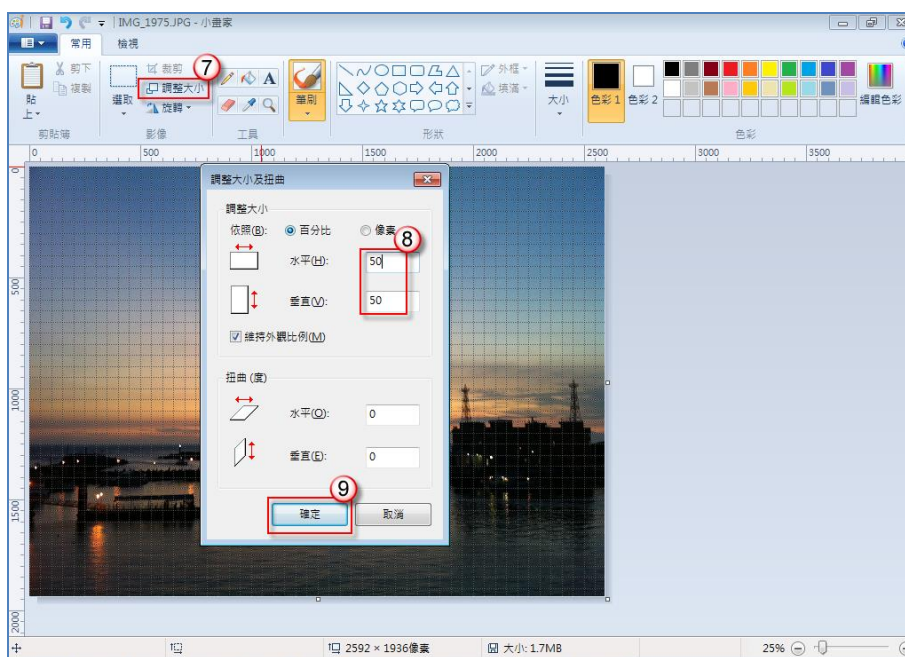 IMG_1975.JPG - 小畫家
常用 檢視
剪下
複製
貼上
剪貼簿
選取
裁剪
調整大小
旋轉
影像
⑦
A
工具
筆刷
外框
填滿
形狀
大小
色彩 1
色彩 2
編輯色彩
色彩
0 500 1000 1500 2000 2500 3000 3500
0
500
1000
1500
2000
調整大小及扭曲
調整大小
依照(B): 百分比 像素
⑧
水平(H): 50
垂直(V): 50
維持外觀比例(M)
扭曲 (度)
水平(O): 0
垂直(E): 0
⑨
確定 取消
2592 × 1936像素 大小: 1.7MB 25%